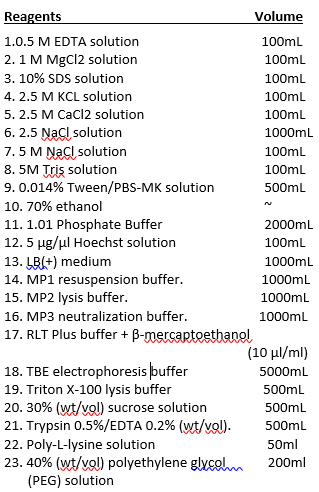 Reagents Volume
1.0.5 M EDTA solution 100mL
2. 1 M MgCl2 solution 100mL
3. 10% SDS solution 100mL
4. 2.5 M KCL solution 100mL
5. 2.5 M CaCl2 solution 100mL
6. 2.5 NaCl solution 1000mL
7. 5 M NaCl solution 100mL
8. 5M Tris solution 100mL
9. 0.014% Tween/PBS-MK solution 500mL
10. 70% ethanol ~
11. 1.01 Phosphate Buffer 2000mL
12. 5 μg/μl Hoechst solution 100mL
13. LB(+) medium 1000mL
14. MP1 resuspension buffer. 1000mL
15. MP2 lysis buffer. 1000mL
16. MP3 neutralization buffer. 1000mL
17. RLT Plus buffer + β-mercaptoethanol
(10 μl/ml)
18. TBE electrophoresis buffer 5000mL
19. Triton X-100 lysis buffer 500mL
20. 30% (wt/vol) sucrose solution 500mL
21. Trypsin 0.5%/EDTA 0.2% (wt/vol). 500mL
22. Poly-L-lysine solution 50ml
23. 40% (wt/vol) polyethylene glycol 200ml
(PEG) solution